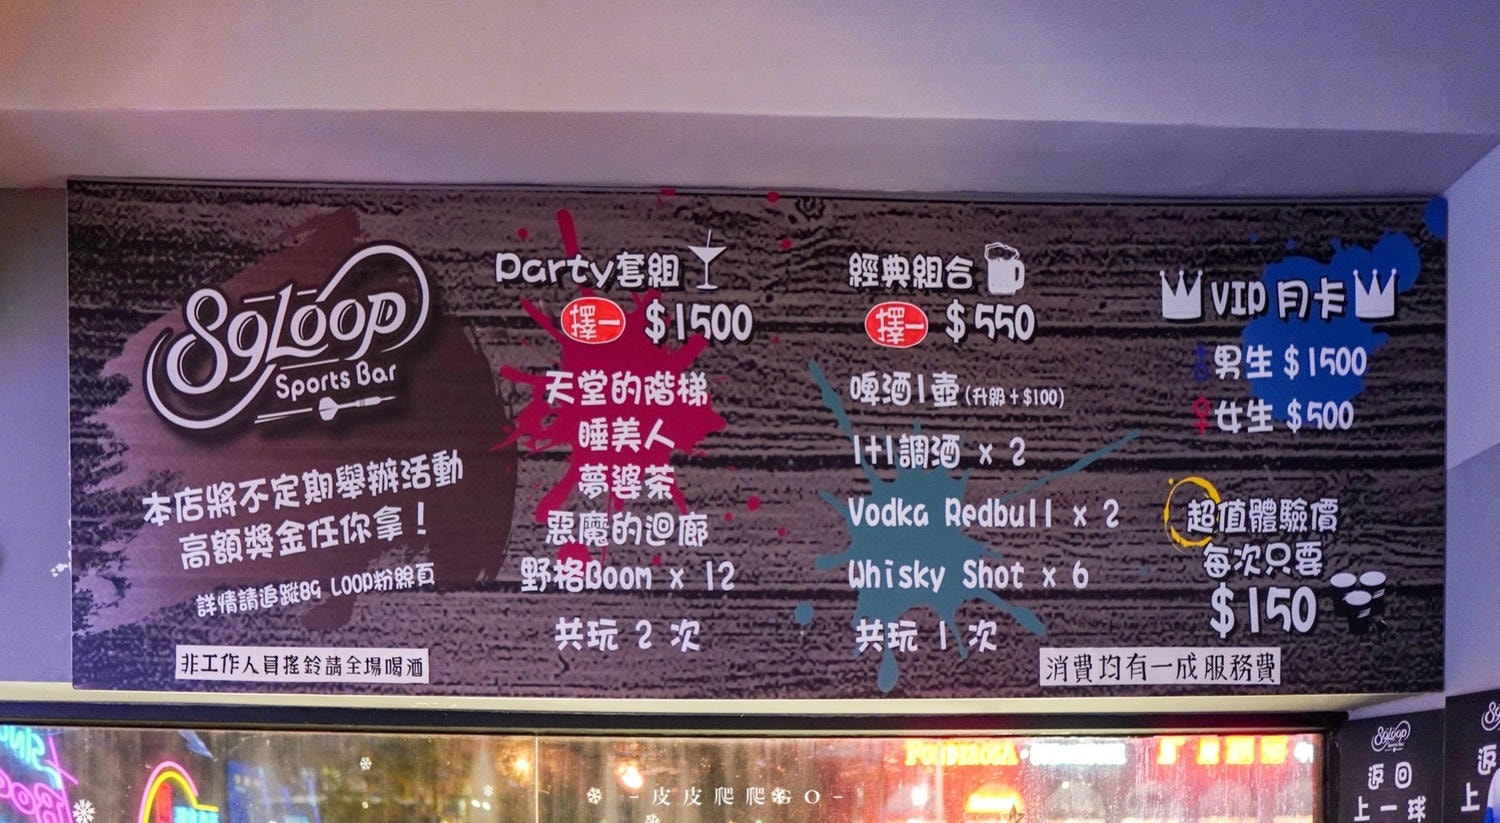 89Loop
Sports Bar
本店將不定期舉辦活動
高額獎金任你拿！
詳情請追蹤89 Loop粉絲頁
非工作人員搖鈴請全場喝酒
Party套組
擇一 $1500
天堂的階梯
睡美人
夢婆茶
惡魔的迴廊
野格Boom x 12
共玩 2 次
經典組合
擇一 $550
啤酒1壺(升級+$100)
1+1調酒 x 2
Vodka Redbull x 2
Whisky Shot x 6
共玩 1 次
VIP 月卡
男生 $1500
女生 $500
超值體驗價
每次只要
$150
消費均有一成服務費
89Loop
Sports Bar
返回
上一球
89
返
上
PONDEROSA
-皮皮爬爬GO-